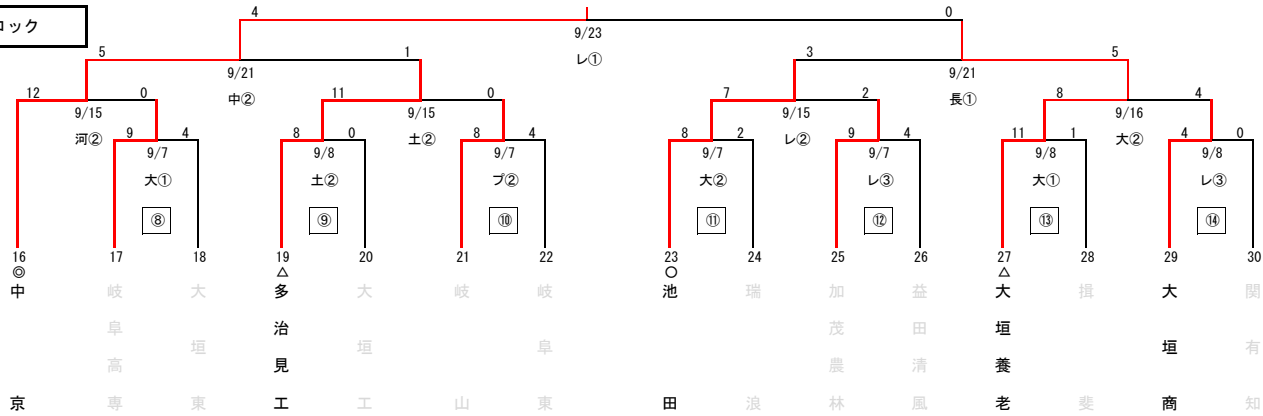 ロック
4 0
9/23
レ①
5 1 3 5
9/21 9/21
中② 長①
12 0 11 0 7 2 8 4
9/15 9/15 9/15 9/16
河② 土② レ② 大②
9 4 8 0 8 4 8 2 9 4 11 1 4 0
9/7 9/8 9/7 9/7 9/7 9/8 9/8
大① 土② プ② 大② レ③ 大① レ③
⑧ ⑨ ⑩ ⑪ ⑫ ⑬ ⑭
16 17 18 19 20 21 22 23 24 25 26 27 28 29 30
◎ △ ○ △
中京
岐阜高専
大垣東
多治見工
大垣工
岐山
岐阜東
池田
瑞浪
加茂農林
益田清風
大垣養老
揖斐
大垣商
関有知